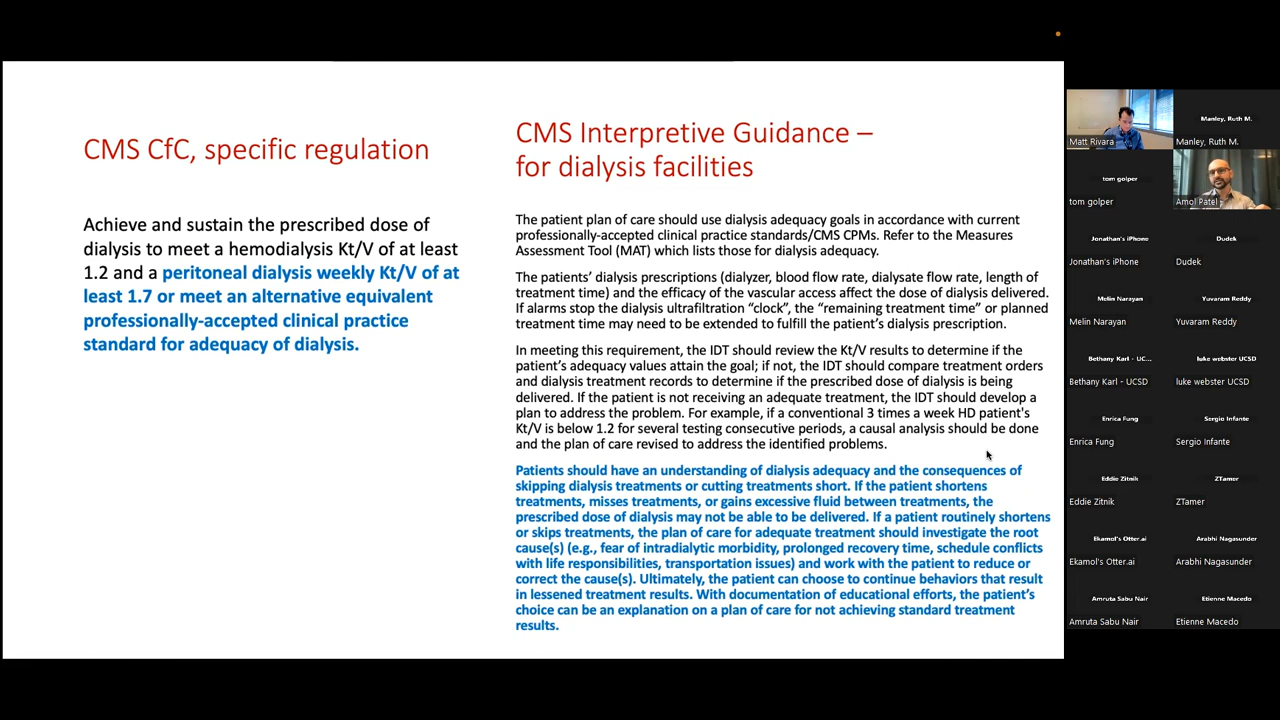 CMS CfC, specific regulation
Achieve and sustain the prescribed dose of
dialysis to meet a hemodialysis Kt/V of at least
1.2 and a peritoneal dialysis weekly Kt/V of at
least 1.7 or meet an alternative equivalent
professionally-accepted clinical practice
standard for adequacy of dialysis.
CMS Interpretive Guidance –
for dialysis facilities
The patient plan of care should use dialysis adequacy goals in accordance with current
professionally-accepted clinical practice standards/CMS CPMs. Refer to the Measures
Assessment Tool (MAT) which lists those for dialysis adequacy.
The patients’ dialysis prescriptions (dialyzer, blood flow rate, dialysate flow rate, length of
treatment time) and the efficacy of the vascular access affect the dose of dialysis delivered.
If alarms stop the dialysis ultrafiltration “clock”, the “remaining treatment time” or planned
treatment time may need to be extended to fulfill the patient’s dialysis prescription.
In meeting this requirement, the IDT should review the Kt/V results to determine if the
patient’s adequacy values attain the goal; if not, the IDT should compare treatment orders
and dialysis treatment records to determine if the prescribed dose of dialysis is being
delivered. If the patient is not receiving an adequate treatment, the IDT should develop a
plan to address the problem. For example, if a conventional 3 times a week HD patient's
Kt/V is below 1.2 for several testing consecutive periods, a causal analysis should be done
and the plan of care revised to address the identified problems.
Patients should have an understanding of dialysis adequacy and the consequences of
skipping dialysis treatments or cutting treatments short. If the patient shortens
treatments, misses treatments, or gains excessive fluid between treatments, the
prescribed dose of dialysis may not be able to be delivered. If a patient routinely shortens
or skips treatments, the plan of care for adequate treatment should investigate the root
cause(s) (e.g., fear of intradialytic morbidity, prolonged recovery time, schedule conflicts
with life responsibilities, transportation issues) and work with the patient to reduce or
correct the cause(s). Ultimately, the patient can choose to continue behaviors that result
in lessened treatment results. With documentation of educational efforts, the patient’s
choice can be an explanation on a plan of care for not achieving standard treatment
results.
Matt Rivara
Manley, Ruth M.
Manley, Ruth M.
tom golper
tom golper
Amol Patel
Jonathan's iPhone
Jonathan's iPhone
Dudek
Dudek
Melin Narayan
Melin Narayan
Yuvaram Reddy
Yuvaram Reddy
Bethany Karl - UC...
Bethany Karl - UCSD
luke webster UCSD
luke webster UCSD
Enrica Fung
Enrica Fung
Sergio Infante
Sergio Infante
Eddie Zitnik
Eddie Zitnik
ZTamer
ZTamer
Ekamol's Otter.ai
Ekamol's Otter.ai
Arabhi Nagasunder
Arabhi Nagasunder
Amruta Sabu Nair
Amruta Sabu Nair
Etienne Macedo
Etienne Macedo